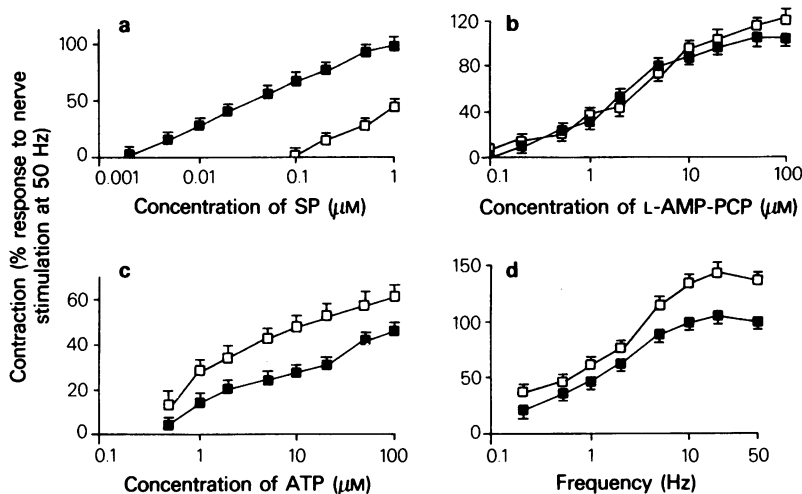 Contraction (% response to nerve
stimulation at 50 Hz)
a
100
50
0
0.001 0.01 0.1 1
Concentration of SP (μM)
b
120
80
40
0
0.1 1 10 100
Concentration of L-AMP-PCP (μM)
c
60
40
20
0
0.1 1 10 100
Concentration of ATP (μM)
d
150
100
50
0
0.1 1 10 50
Frequency (Hz)